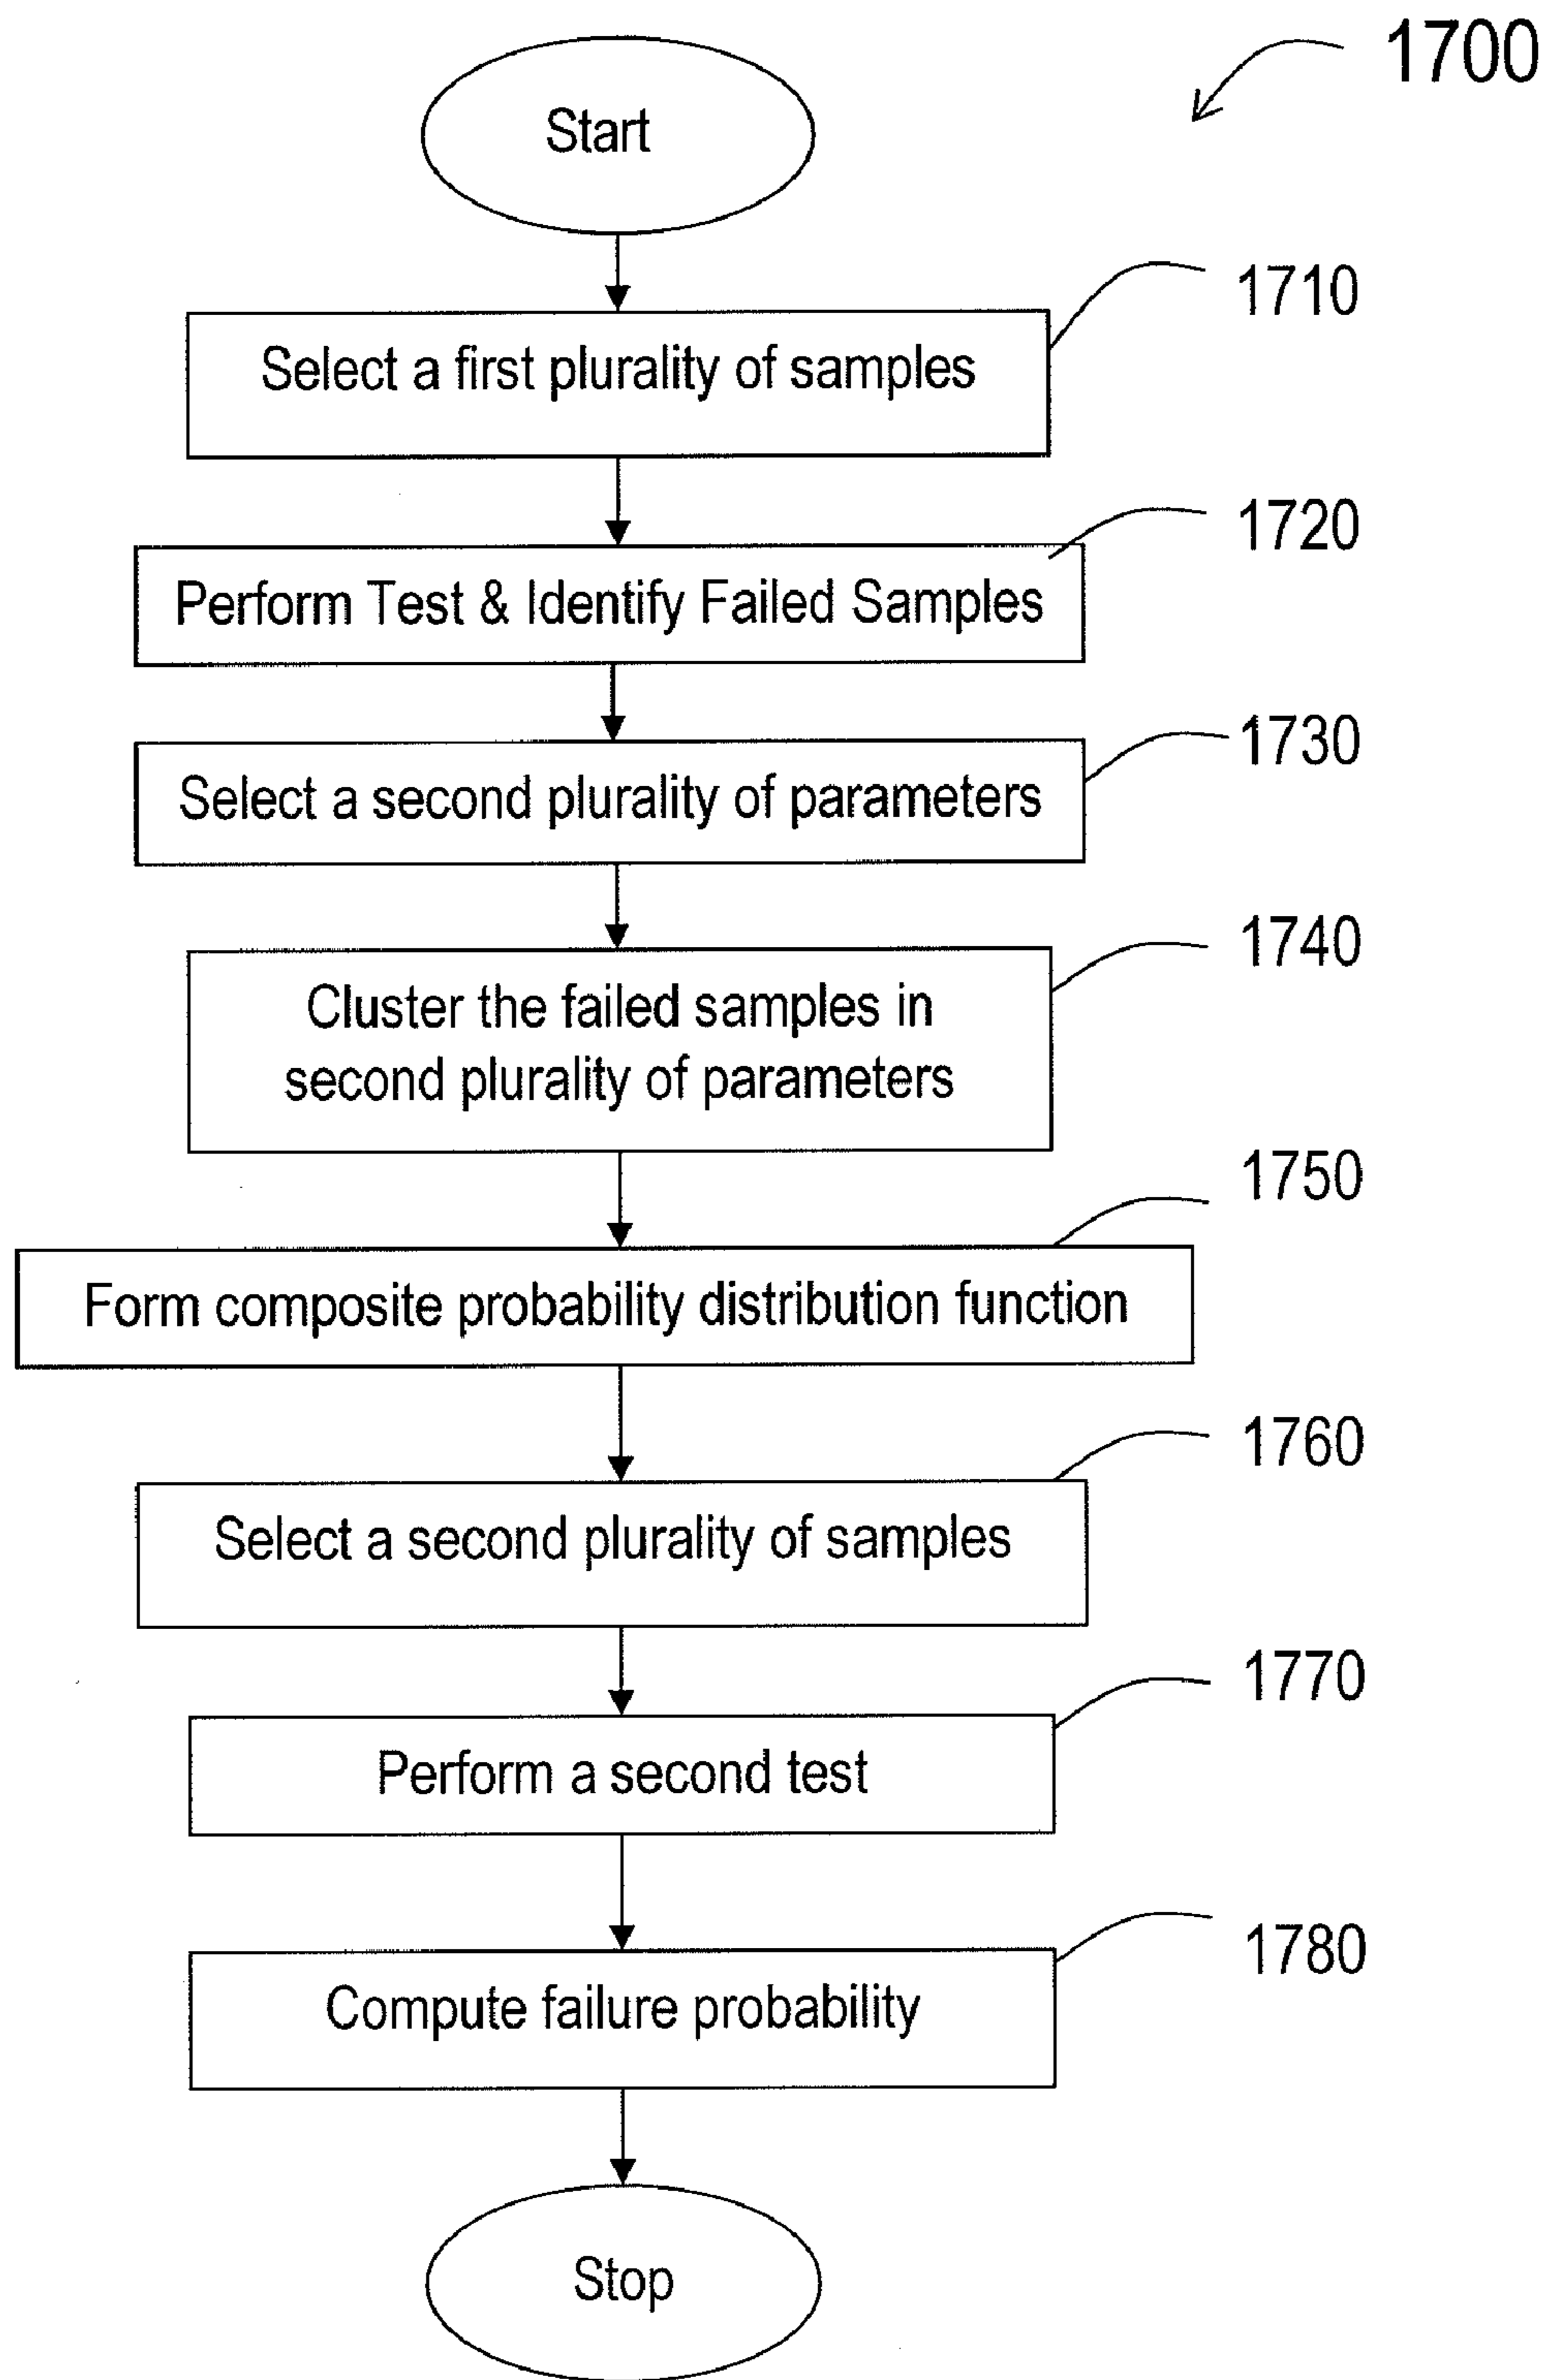 1700
Start
1710
Select a first plurality of samples
1720
Perform Test & Identify Failed Samples
1730
Select a second plurality of parameters
1740
Cluster the failed samples in
second plurality of parameters
1750
Form composite probability distribution function
1760
Select a second plurality of samples
1770
Perform a second test
1780
Compute failure probability
Stop